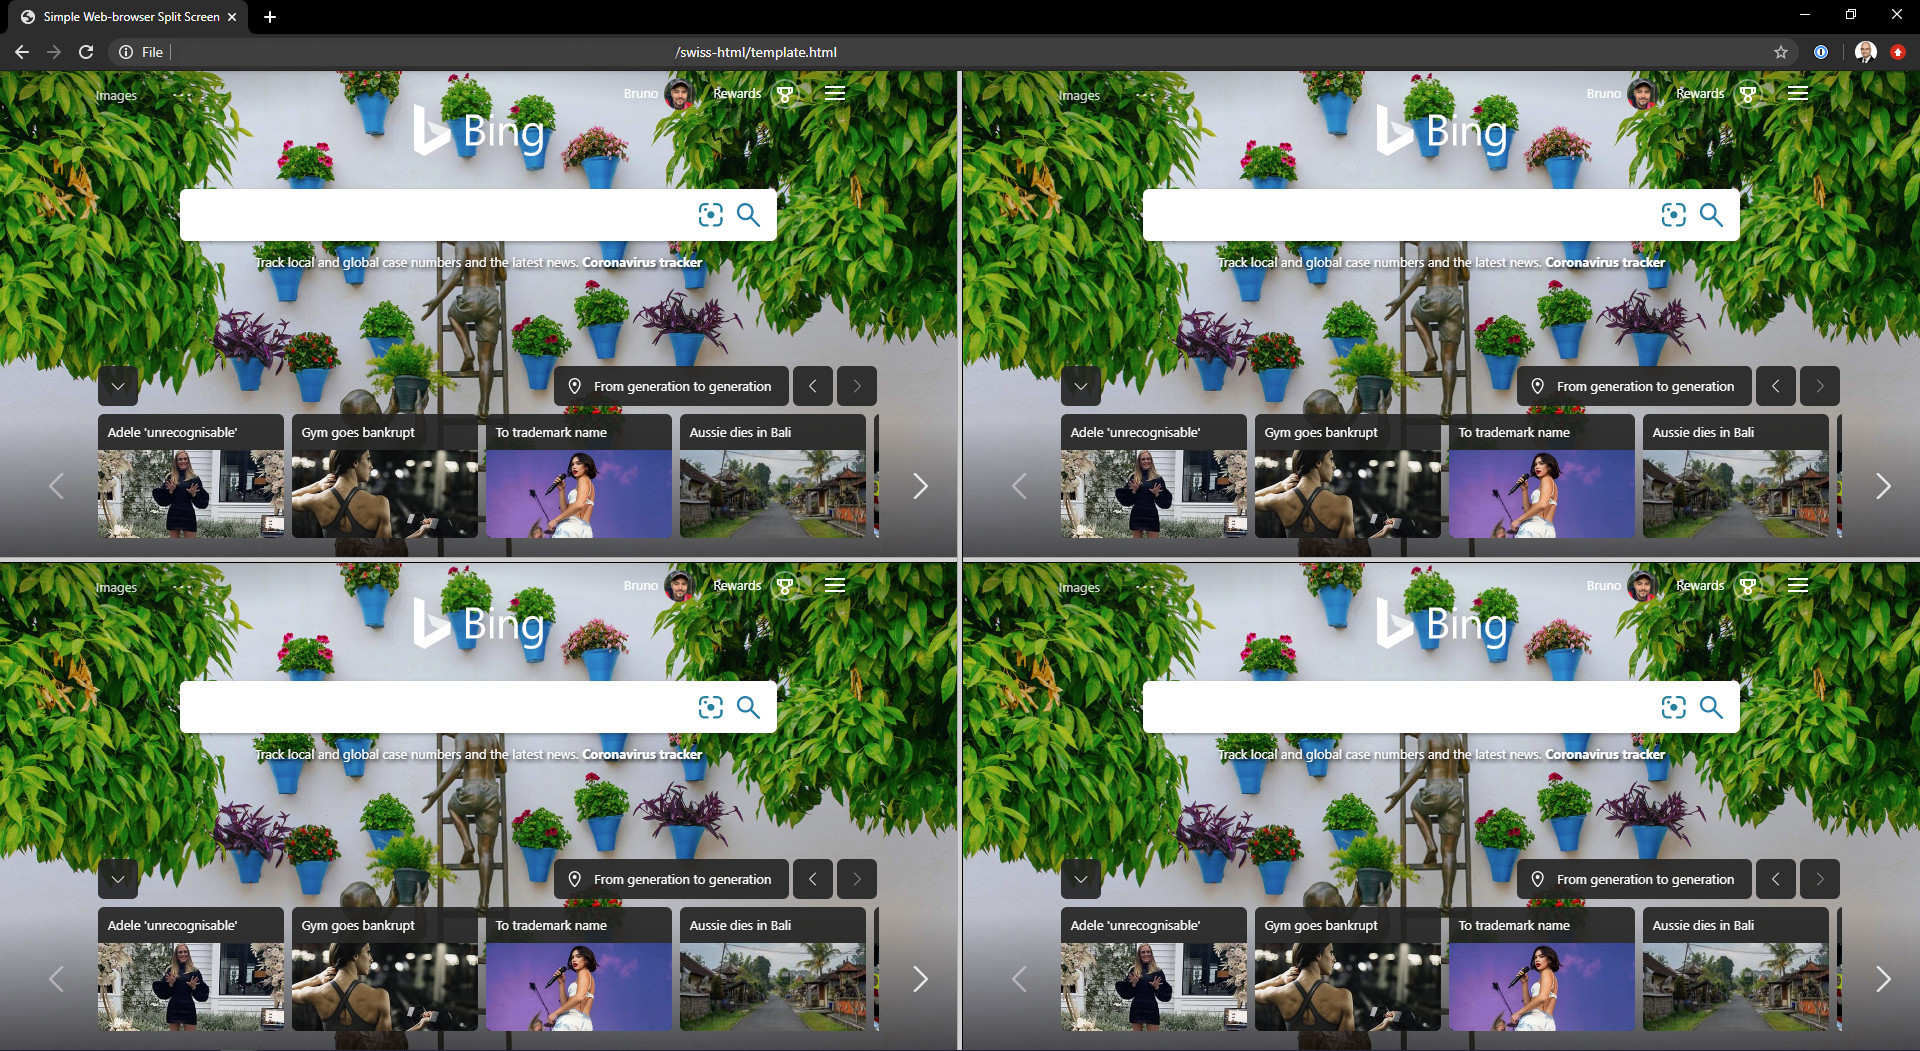 Simple Web-browser Split Screen
File
/swiss-html/template.html
Images
Bruno
Rewards
Bing
Track local and global case numbers and the latest news. Coronavirus tracker
From generation to generation
Adele 'unrecognisable'
Gym goes bankrupt
To trademark name
Aussie dies in Bali
Images
Bruno
Rewards
Bing
Track local and global case numbers and the latest news. Coronavirus tracker
From generation to generation
Adele 'unrecognisable'
Gym goes bankrupt
To trademark name
Aussie dies in Bali
Images
Bruno
Rewards
Bing
Track local and global case numbers and the latest news. Coronavirus tracker
From generation to generation
Adele 'unrecognisable'
Gym goes bankrupt
To trademark name
Aussie dies in Bali
Images
Bruno
Rewards
Bing
Track local and global case numbers and the latest news. Coronavirus tracker
From generation to generation
Adele 'unrecognisable'
Gym goes bankrupt
To trademark name
Aussie dies in Bali